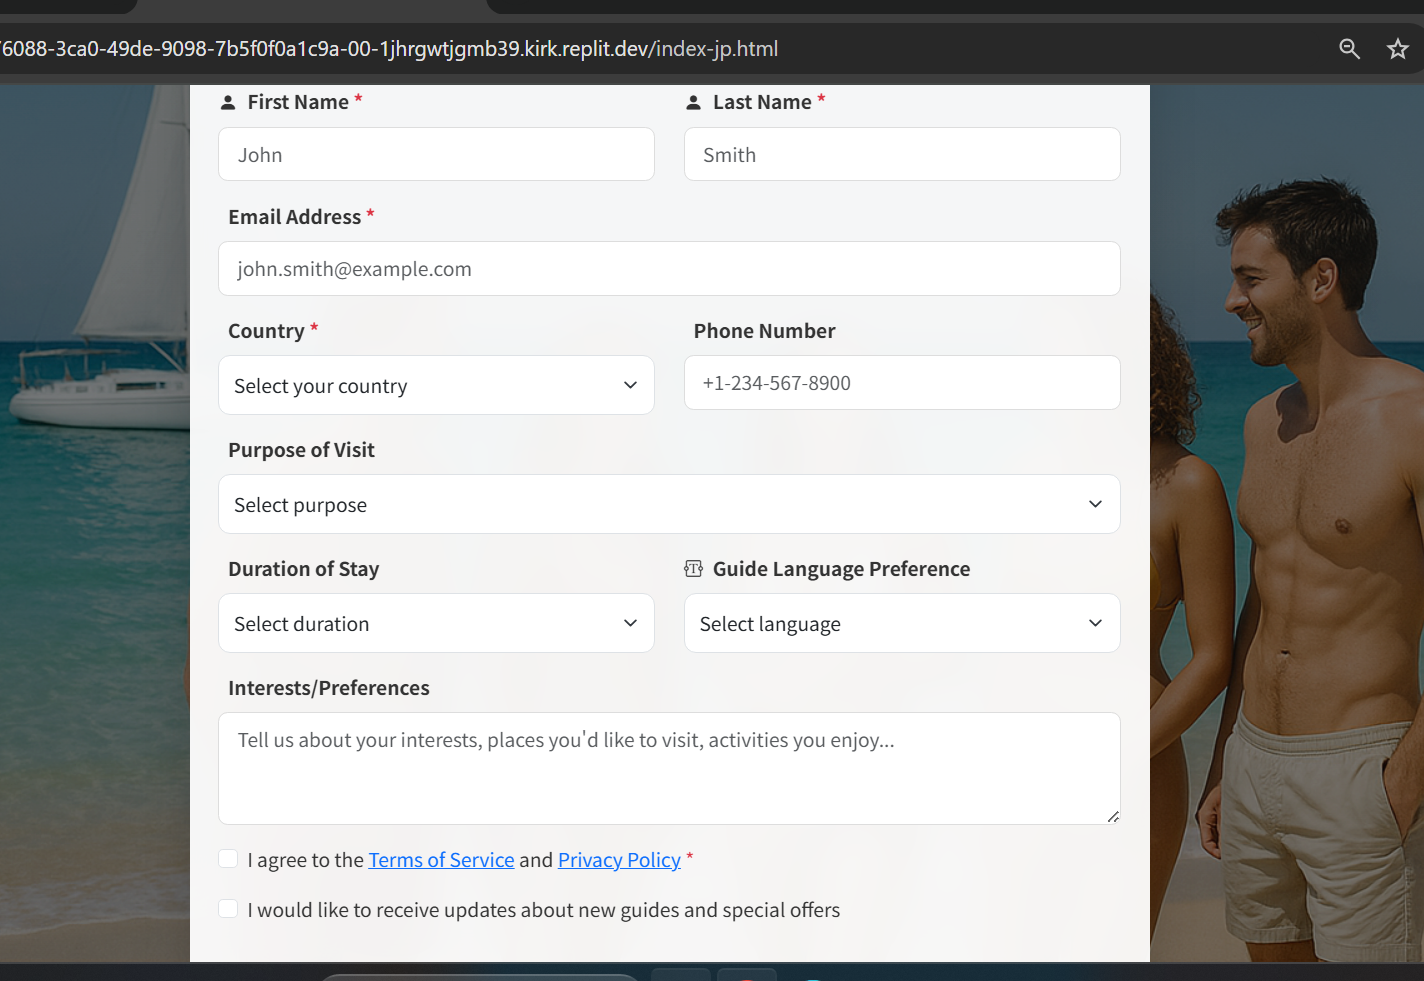 6088-3ca0-49de-9098-7b5f0f0a1c9a-00-1jhrgwtjgmb39.kirk.replit.dev/index-jp.html
First Name *
Last Name *
John
Smith
Email Address *
john.smith@example.com
Country *
Phone Number
Select your country
+1-234-567-8900
Purpose of Visit
Select purpose
Duration of Stay
Guide Language Preference
Select duration
Select language
Interests/Preferences
Tell us about your interests, places you'd like to visit, activities you enjoy...
I agree to the Terms of Service and Privacy Policy *
I would like to receive updates about new guides and special offers